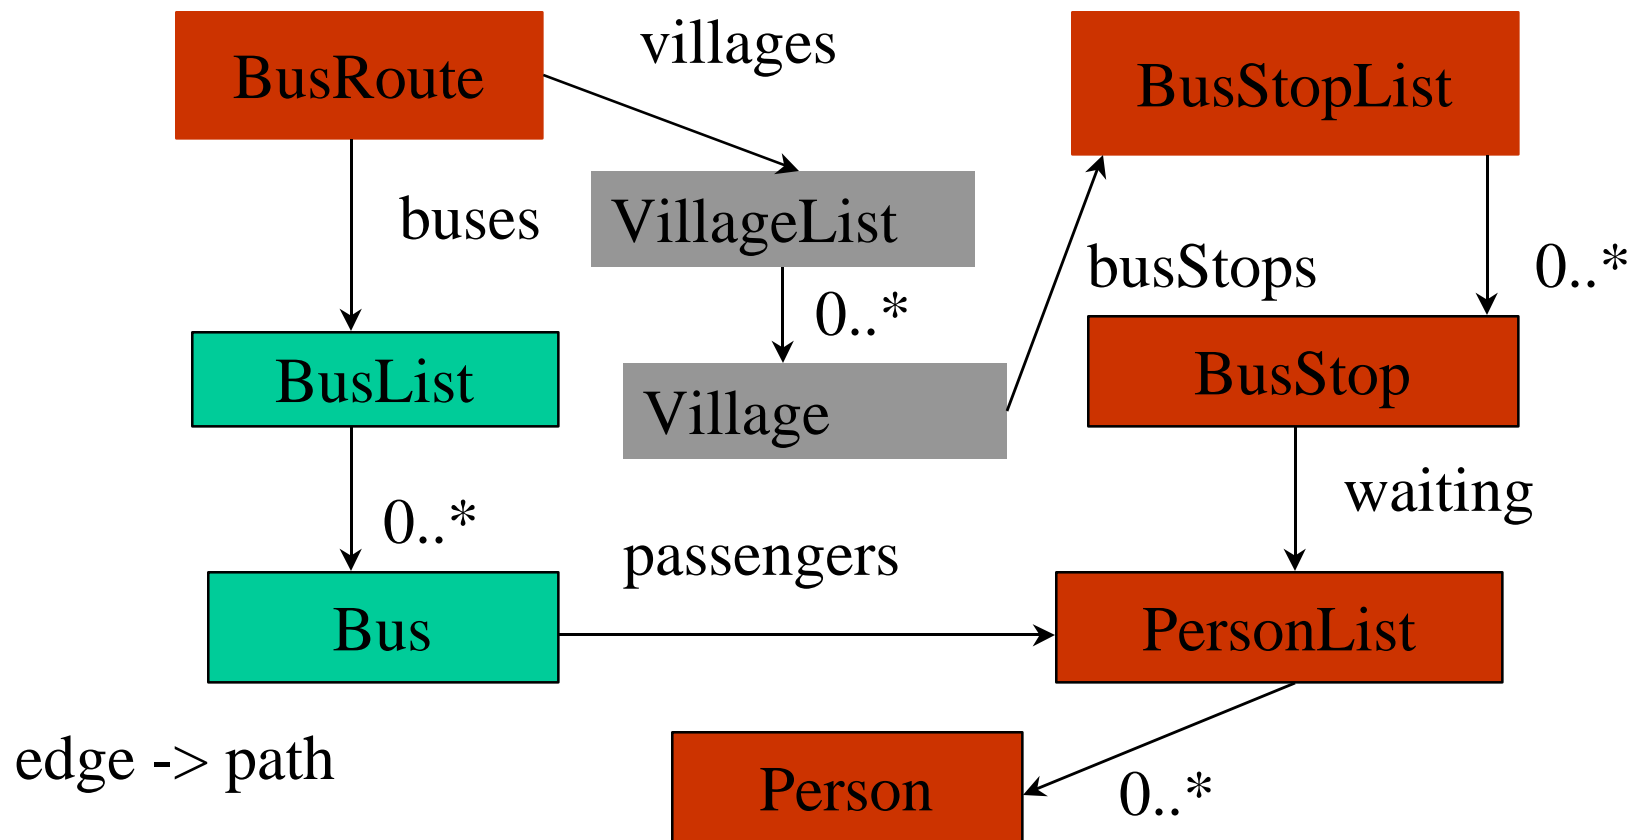 villages
BusRoute
BusStopList
buses
VillageList
busStops
0..*
0..*
BusList
BusStop
Village
waiting
0..*
passengers
Bus
PersonList
edge -> path
Person
0..*